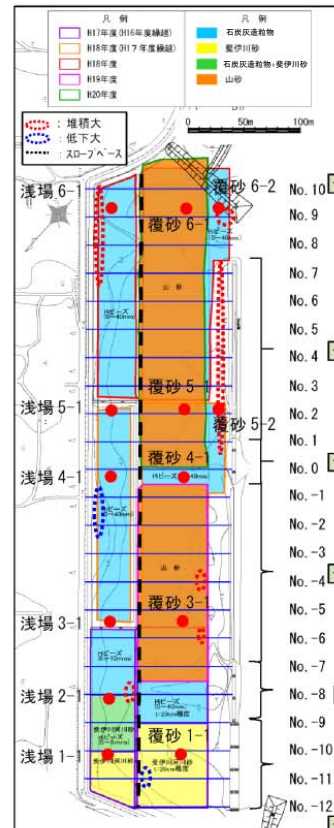 凡　例
H17年度(H16年度繰越)
H18年度(H17年度繰越)
H18年度
H19年度
H20年度
凡　例
石炭灰造粒物
藍伊川砂
石炭灰造粒物+藍伊川砂
山砂
：堆積大
：低下大
：スロープベース
0 50 100m
浅場6-1
覆砂6-2
覆砂6-1
No. 10
No. 9
No. 8
No. 7
山 砂
No. 6
No. 5
No. 4
No. 3
覆砂5
浅場5-1
覆砂5-2
No. 2
No. 1
覆砂4-1
浅場4-1
No. 0
No. -1
No. -2
No. -3
山 砂
No. -4
覆砂3-1
No. -5
浅場3-1
No. -6
No. -7
浅場2-1
No. -8
No. -9
覆砂1-1
浅場1-1
No. -10
No. -11
No. -12